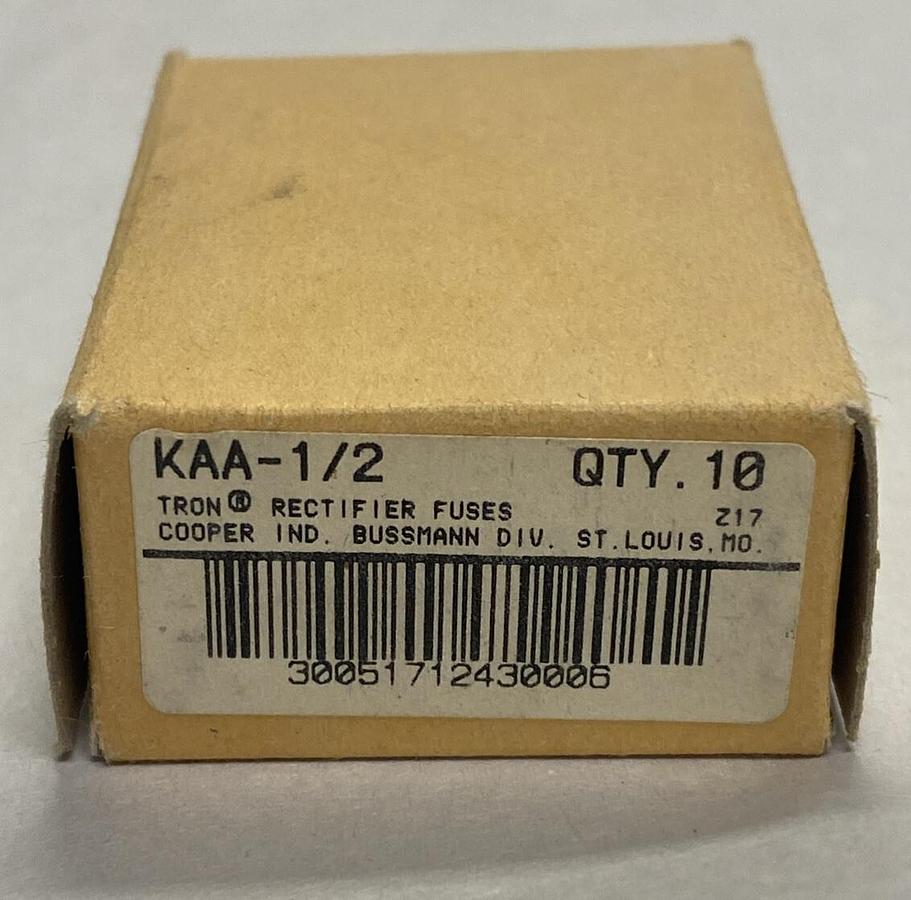 KAA-1/2 QTY. 10
TRON® RECTIFIER FUSES Z17
COOPER IND. BUSSMANN DIV. ST.LOUIS,MO.
30051712430006